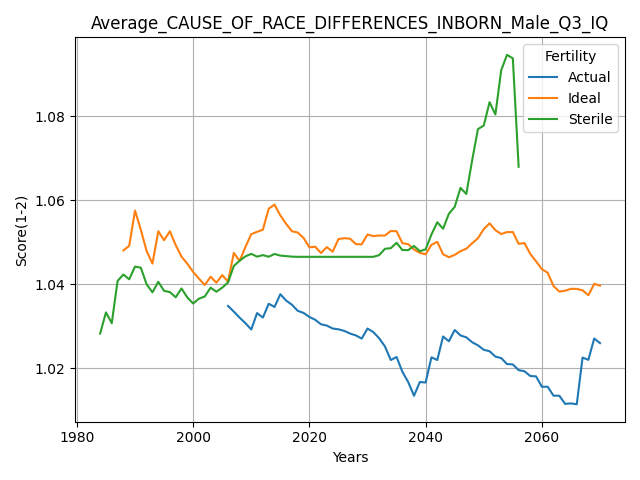 Average_CAUSE_OF_RACE_DIFFERENCES_INBORN_Male_Q3_IQ
Fertility
Actual
Ideal
Sterile
Score(1-2)
1.08
1.06
1.04
1.02
1980
2000
2020
2040
2060
Years